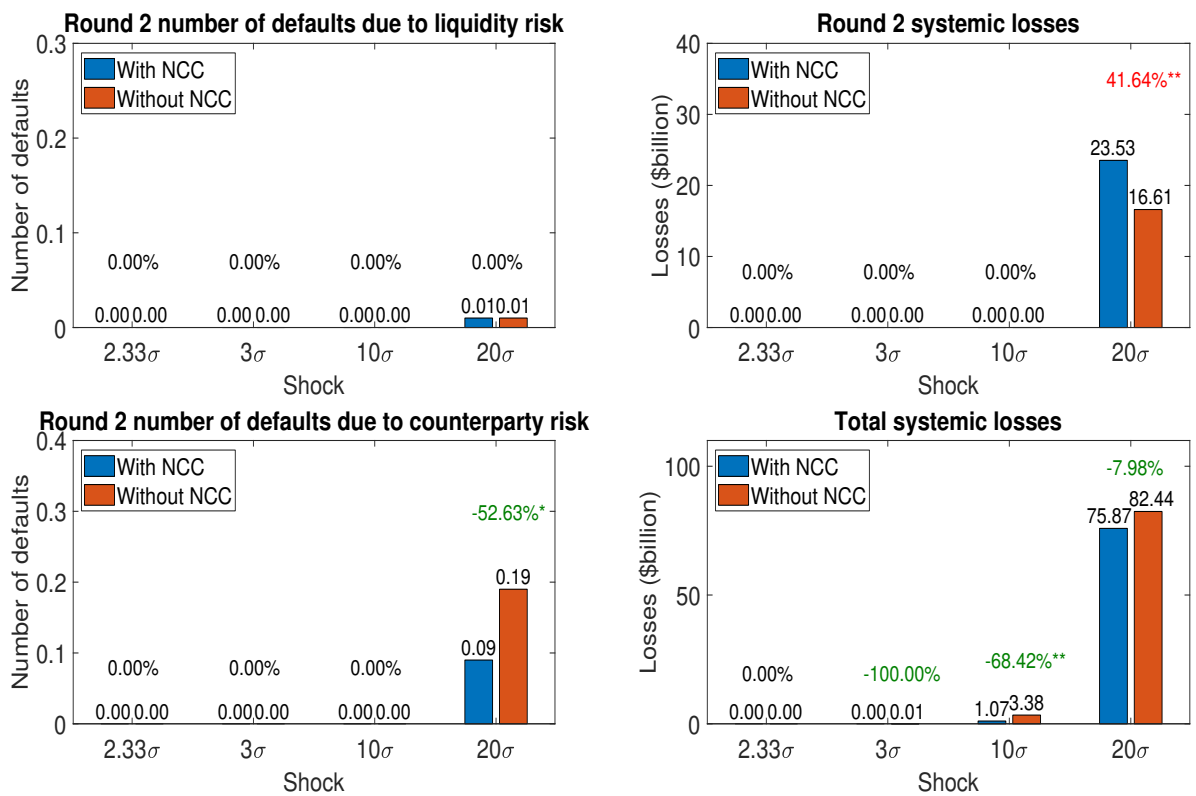 Round 2 number of defaults due to liquidity risk
0.3
0.2
0.1
0
Number of defaults
With NCC
Without NCC
0.00% 0.00% 0.00% 0.00%
0.00 0.00 0.00 0.00 0.00 0.00 0.01 0.01
2.33σ 3σ 10σ 20σ
Shock
Round 2 systemic losses
40
30
20
10
0
Losses ($billion)
With NCC
Without NCC
41.64%**
23.53
16.61
0.00% 0.00% 0.00%
0.00 0.00 0.00 0.00 0.00 0.00
2.33σ 3σ 10σ 20σ
Shock
Round 2 number of defaults due to counterparty risk
0.4
0.3
0.2
0.1
0
Number of defaults
With NCC
Without NCC
-52.63%*
0.19
0.09
0.00% 0.00% 0.00%
0.00 0.00 0.00 0.00 0.00 0.00
2.33σ 3σ 10σ 20σ
Shock
Total systemic losses
100
50
0
Losses ($billion)
With NCC
Without NCC
-7.98%
75.87 82.44
0.00% -100.00% -68.42%**
0.00 0.00 0.00 0.01 1.07 3.38
2.33σ 3σ 10σ 20σ
Shock